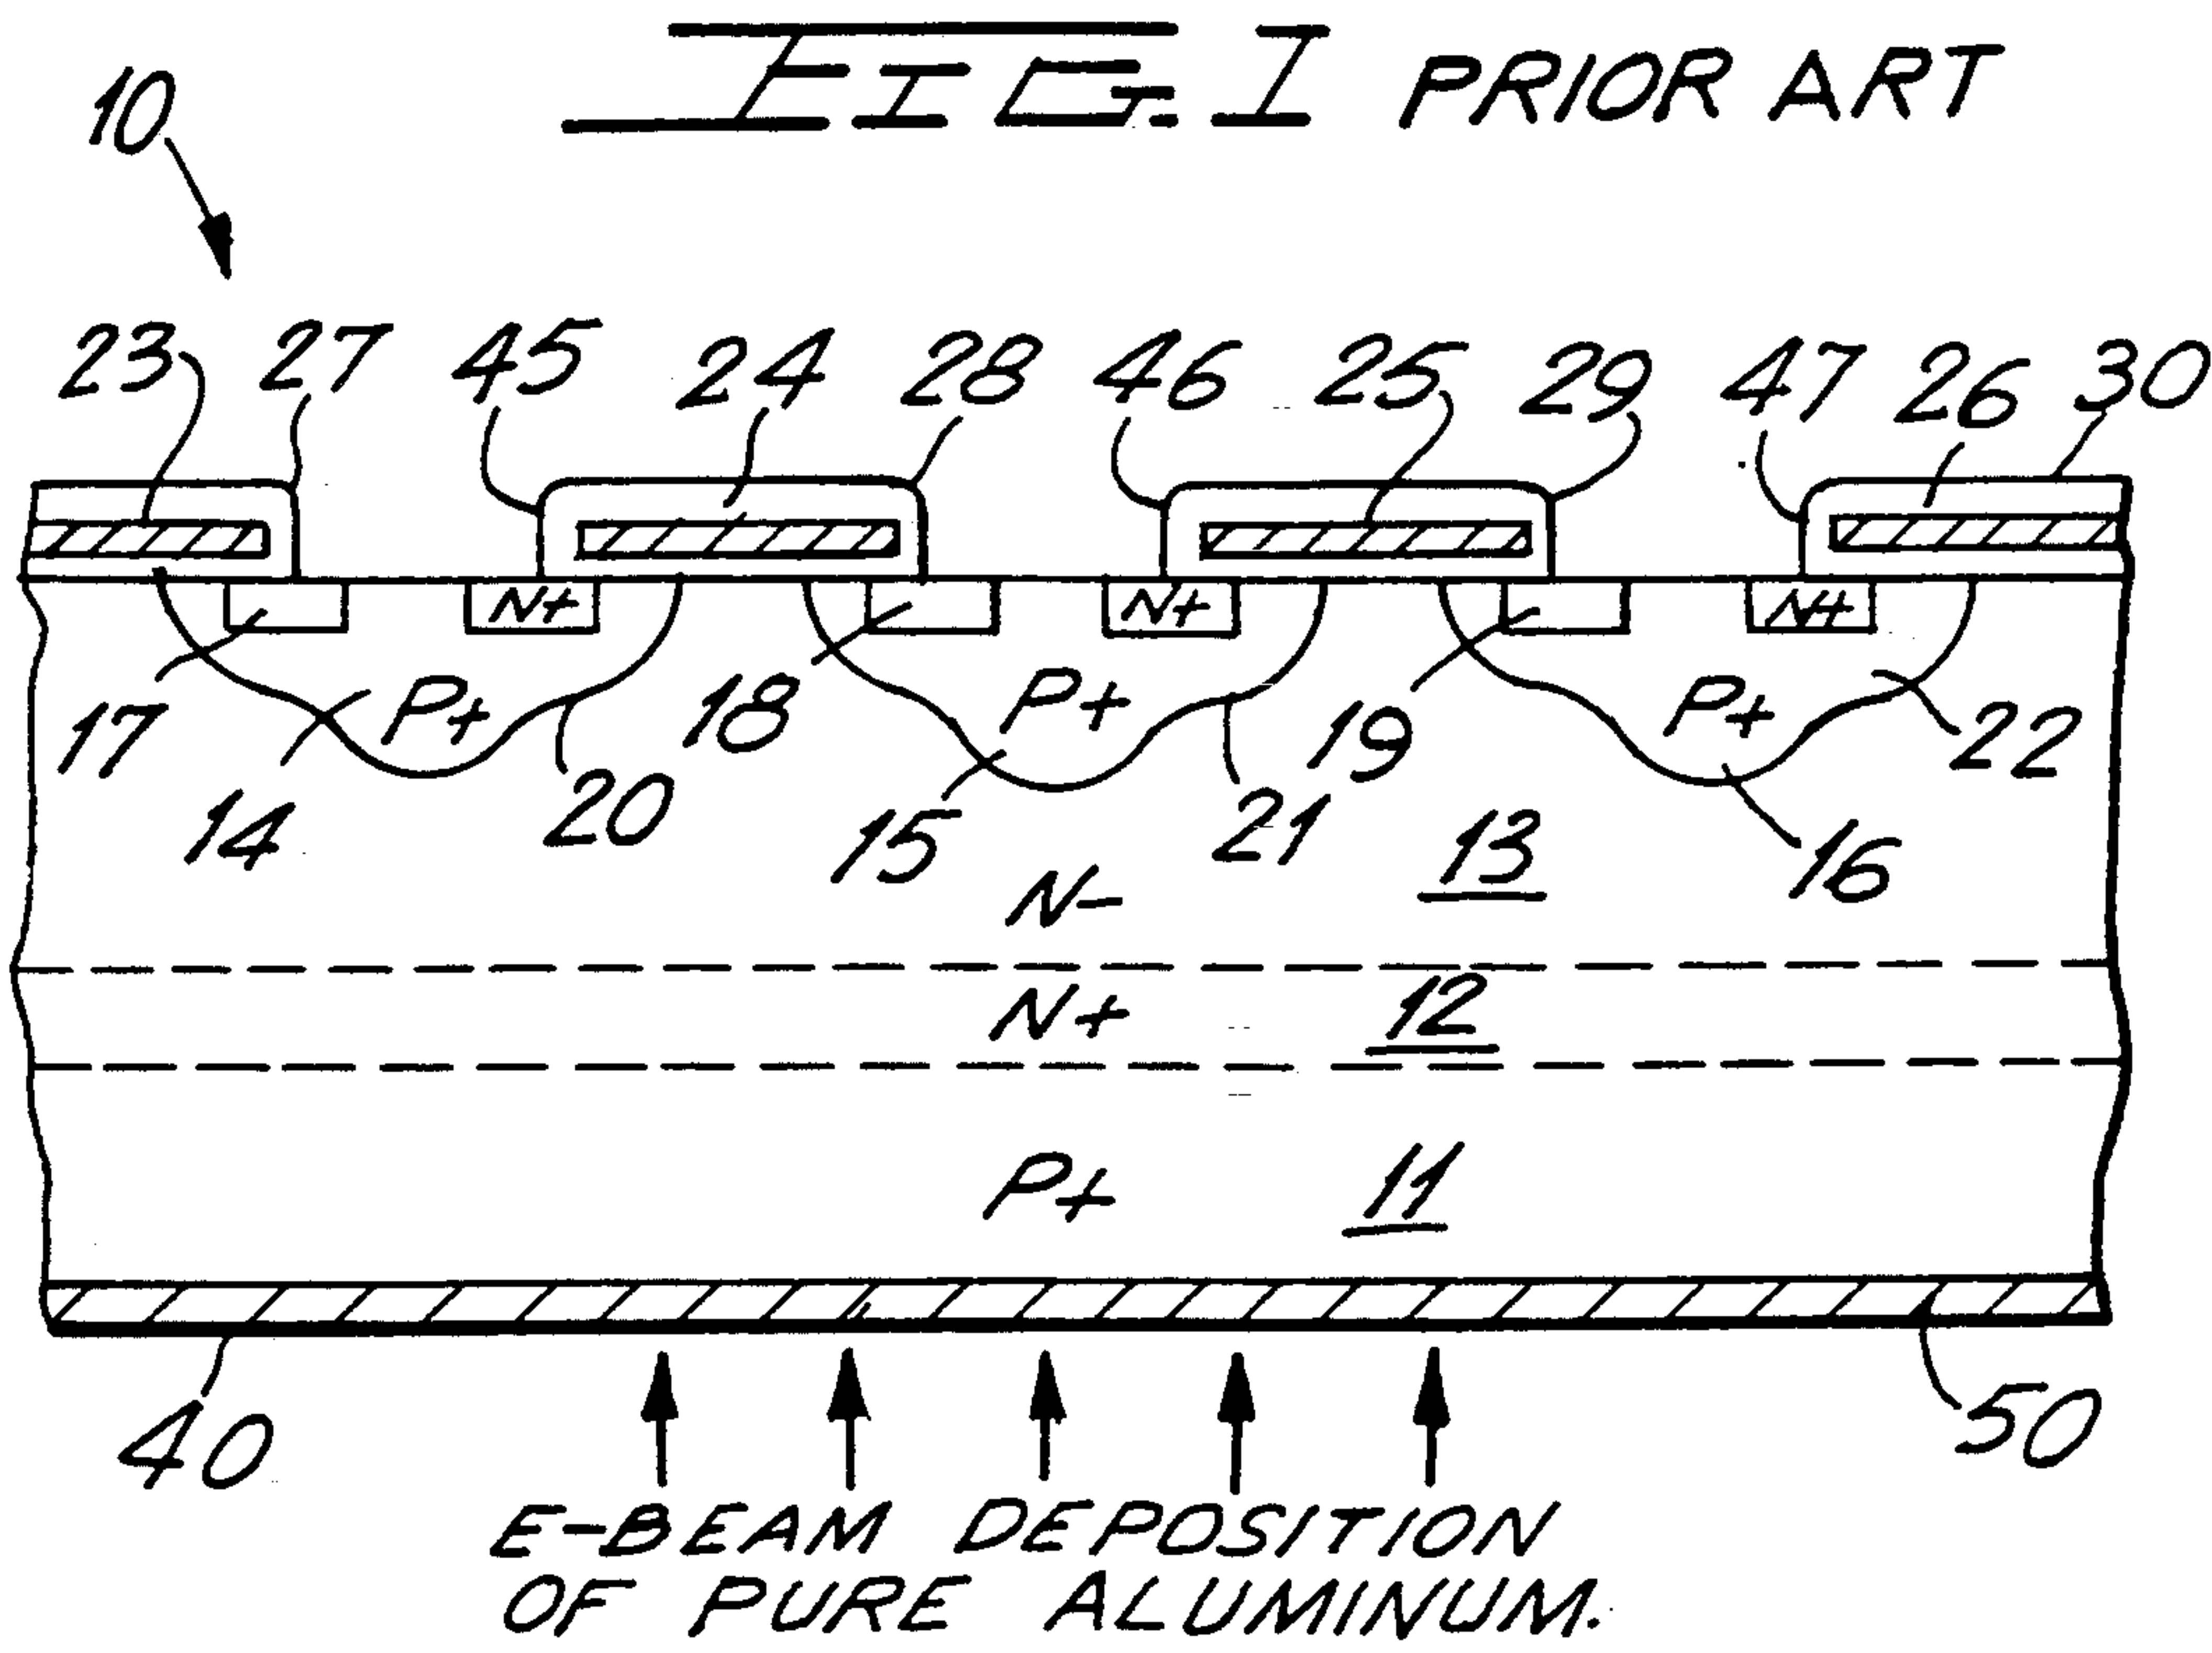 FIG. 1 PRIOR ART
10
23 27 45 24 28 46 25 29 47 26 30
N+ N+ N+
P+ P+ P+
17 18 19 22
14 20 15 21 13 16
N-
N+ 12
P+ 11
40 50
E-BEAM DEPOSITION
OF PURE ALUMINUM.